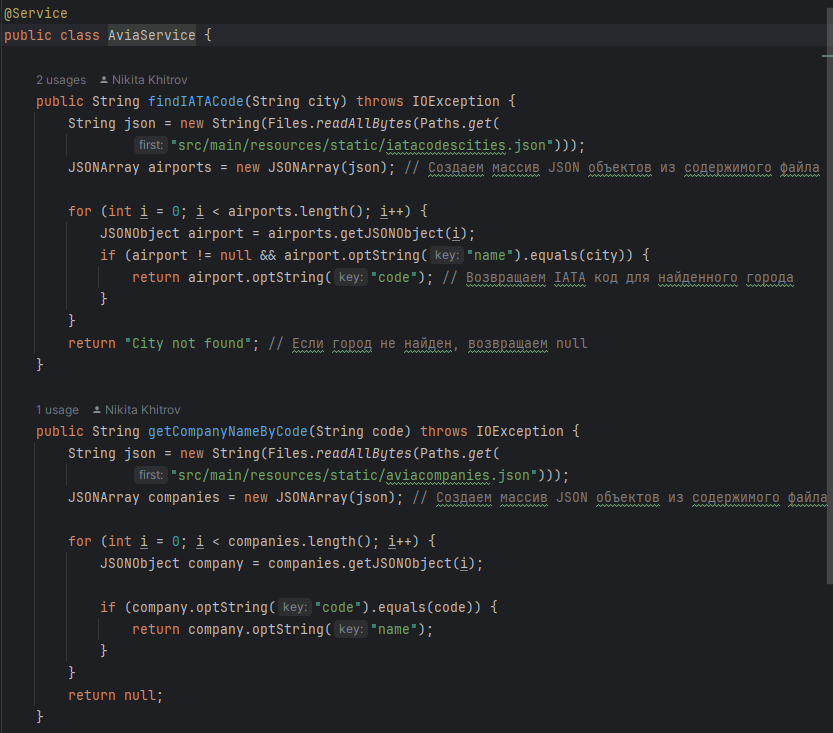 @Service
public class AviaService {
2 usages Nikita Khitrov
public String findIATACode(String city) throws IOException {
String json = new String(Files.readAllBytes(Paths.get(
first: "src/main/resources/static/iatacodescities.json")));
JSONArray airports = new JSONArray(json); // Создаем массив JSON объектов из содержимого файла
for (int i = 0; i < airports.length(); i++) {
JSONObject airport = airports.getJSONObject(i);
if (airport != null && airport.optString( key: "name").equals(city)) {
return airport.optString( key: "code"); // Возвращаем IATA код для найденного города
}
}
return "City not found"; // Если город не найден, возвращаем null
}
1 usage Nikita Khitrov
public String getCompanyNameByCode(String code) throws IOException {
String json = new String(Files.readAllBytes(Paths.get(
first: "src/main/resources/static/aviacompanies.json")));
JSONArray companies = new JSONArray(json); // Создаем массив JSON объектов из содержимого файла
for (int i = 0; i < companies.length(); i++) {
JSONObject company = companies.getJSONObject(i);
if (company.optString( key: "code").equals(code)) {
return company.optString( key: "name");
}
}
return null;
}